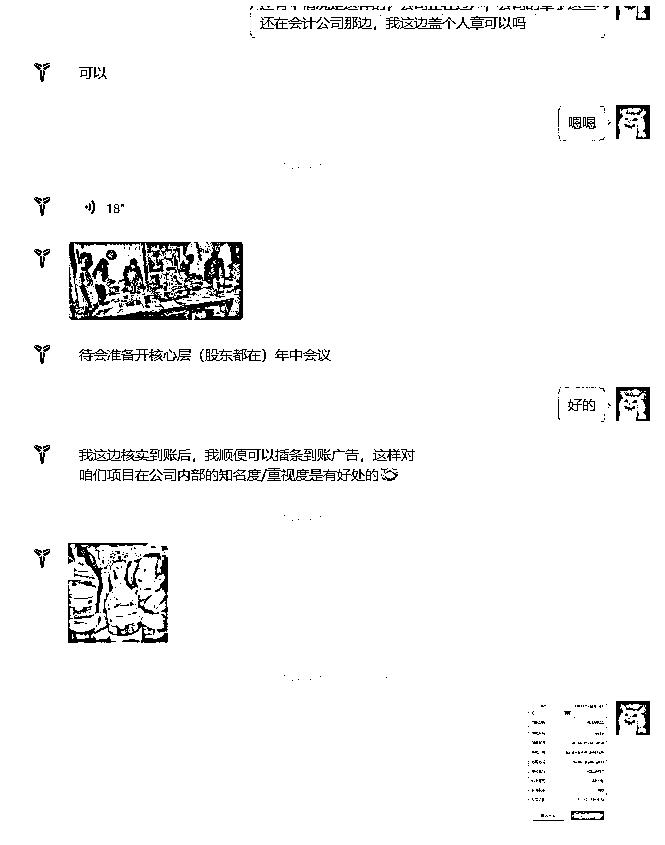 还在会计公司那边，我这边盖个人章可以吗
可以
嗯嗯
18"
待会准备开核心层（股东都在）年中会议
好的
我这边核实到账后，我顺便可以插条到账广告，这样对
咱们项目在公司内部的知名度/重视度是有好处的